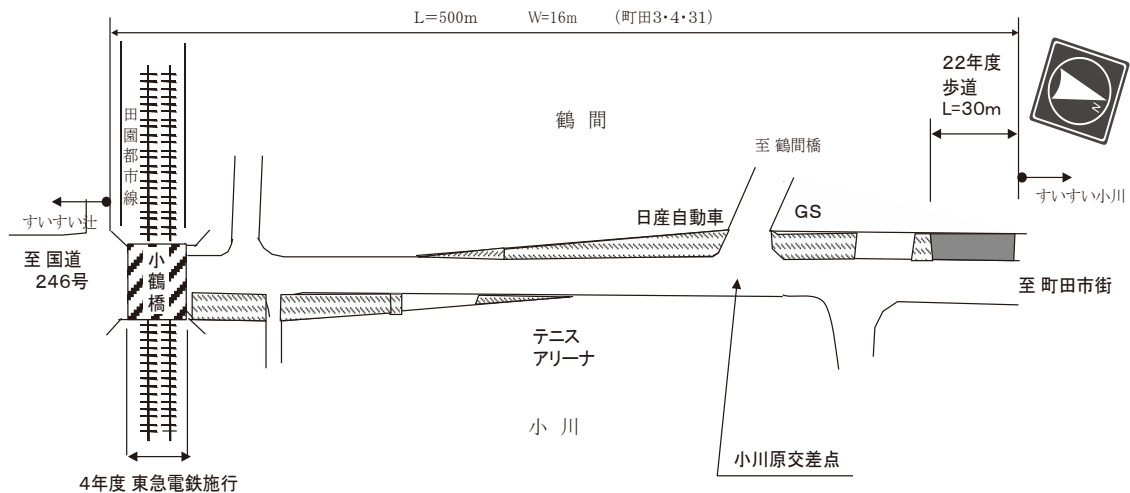 L=500m W=16m (町田3・4・31)
22年度
歩道
L=30m
N
田園都市線
鶴間
至 鶴間橋
すいすい辻
すいすい小川
日産自動車
GS
至 国道
246号
小鶴橋
至 町田市街
テニス
アリーナ
小川
小川原交差点
4年度 東急電鉄施行